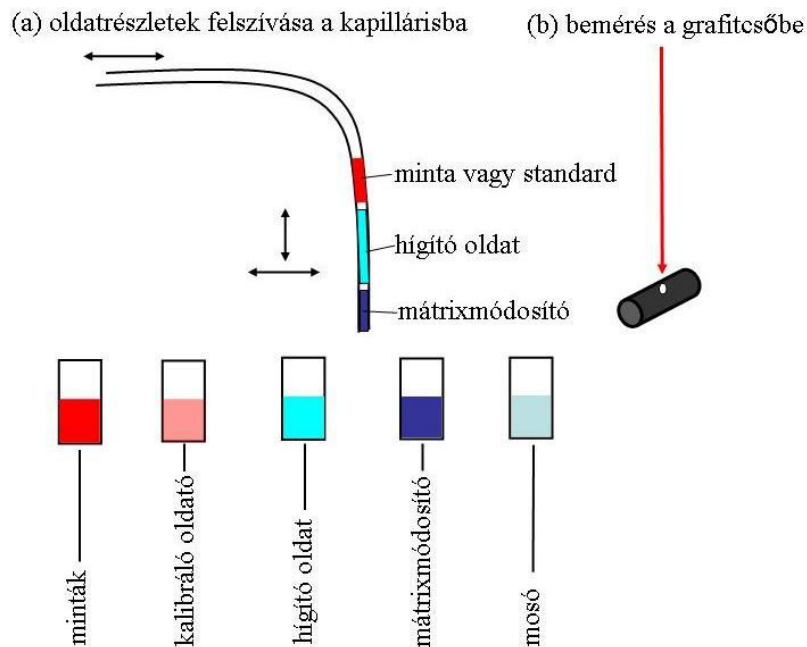 (a) oldatrészletek felszívása a kapillárisba
(b) bemérés a grafitcsőbe
minta vagy standard
hígító oldat
mátrixmódosító
minták
kalibráló oldató
hígító oldat
mátrixmódosító
mosó